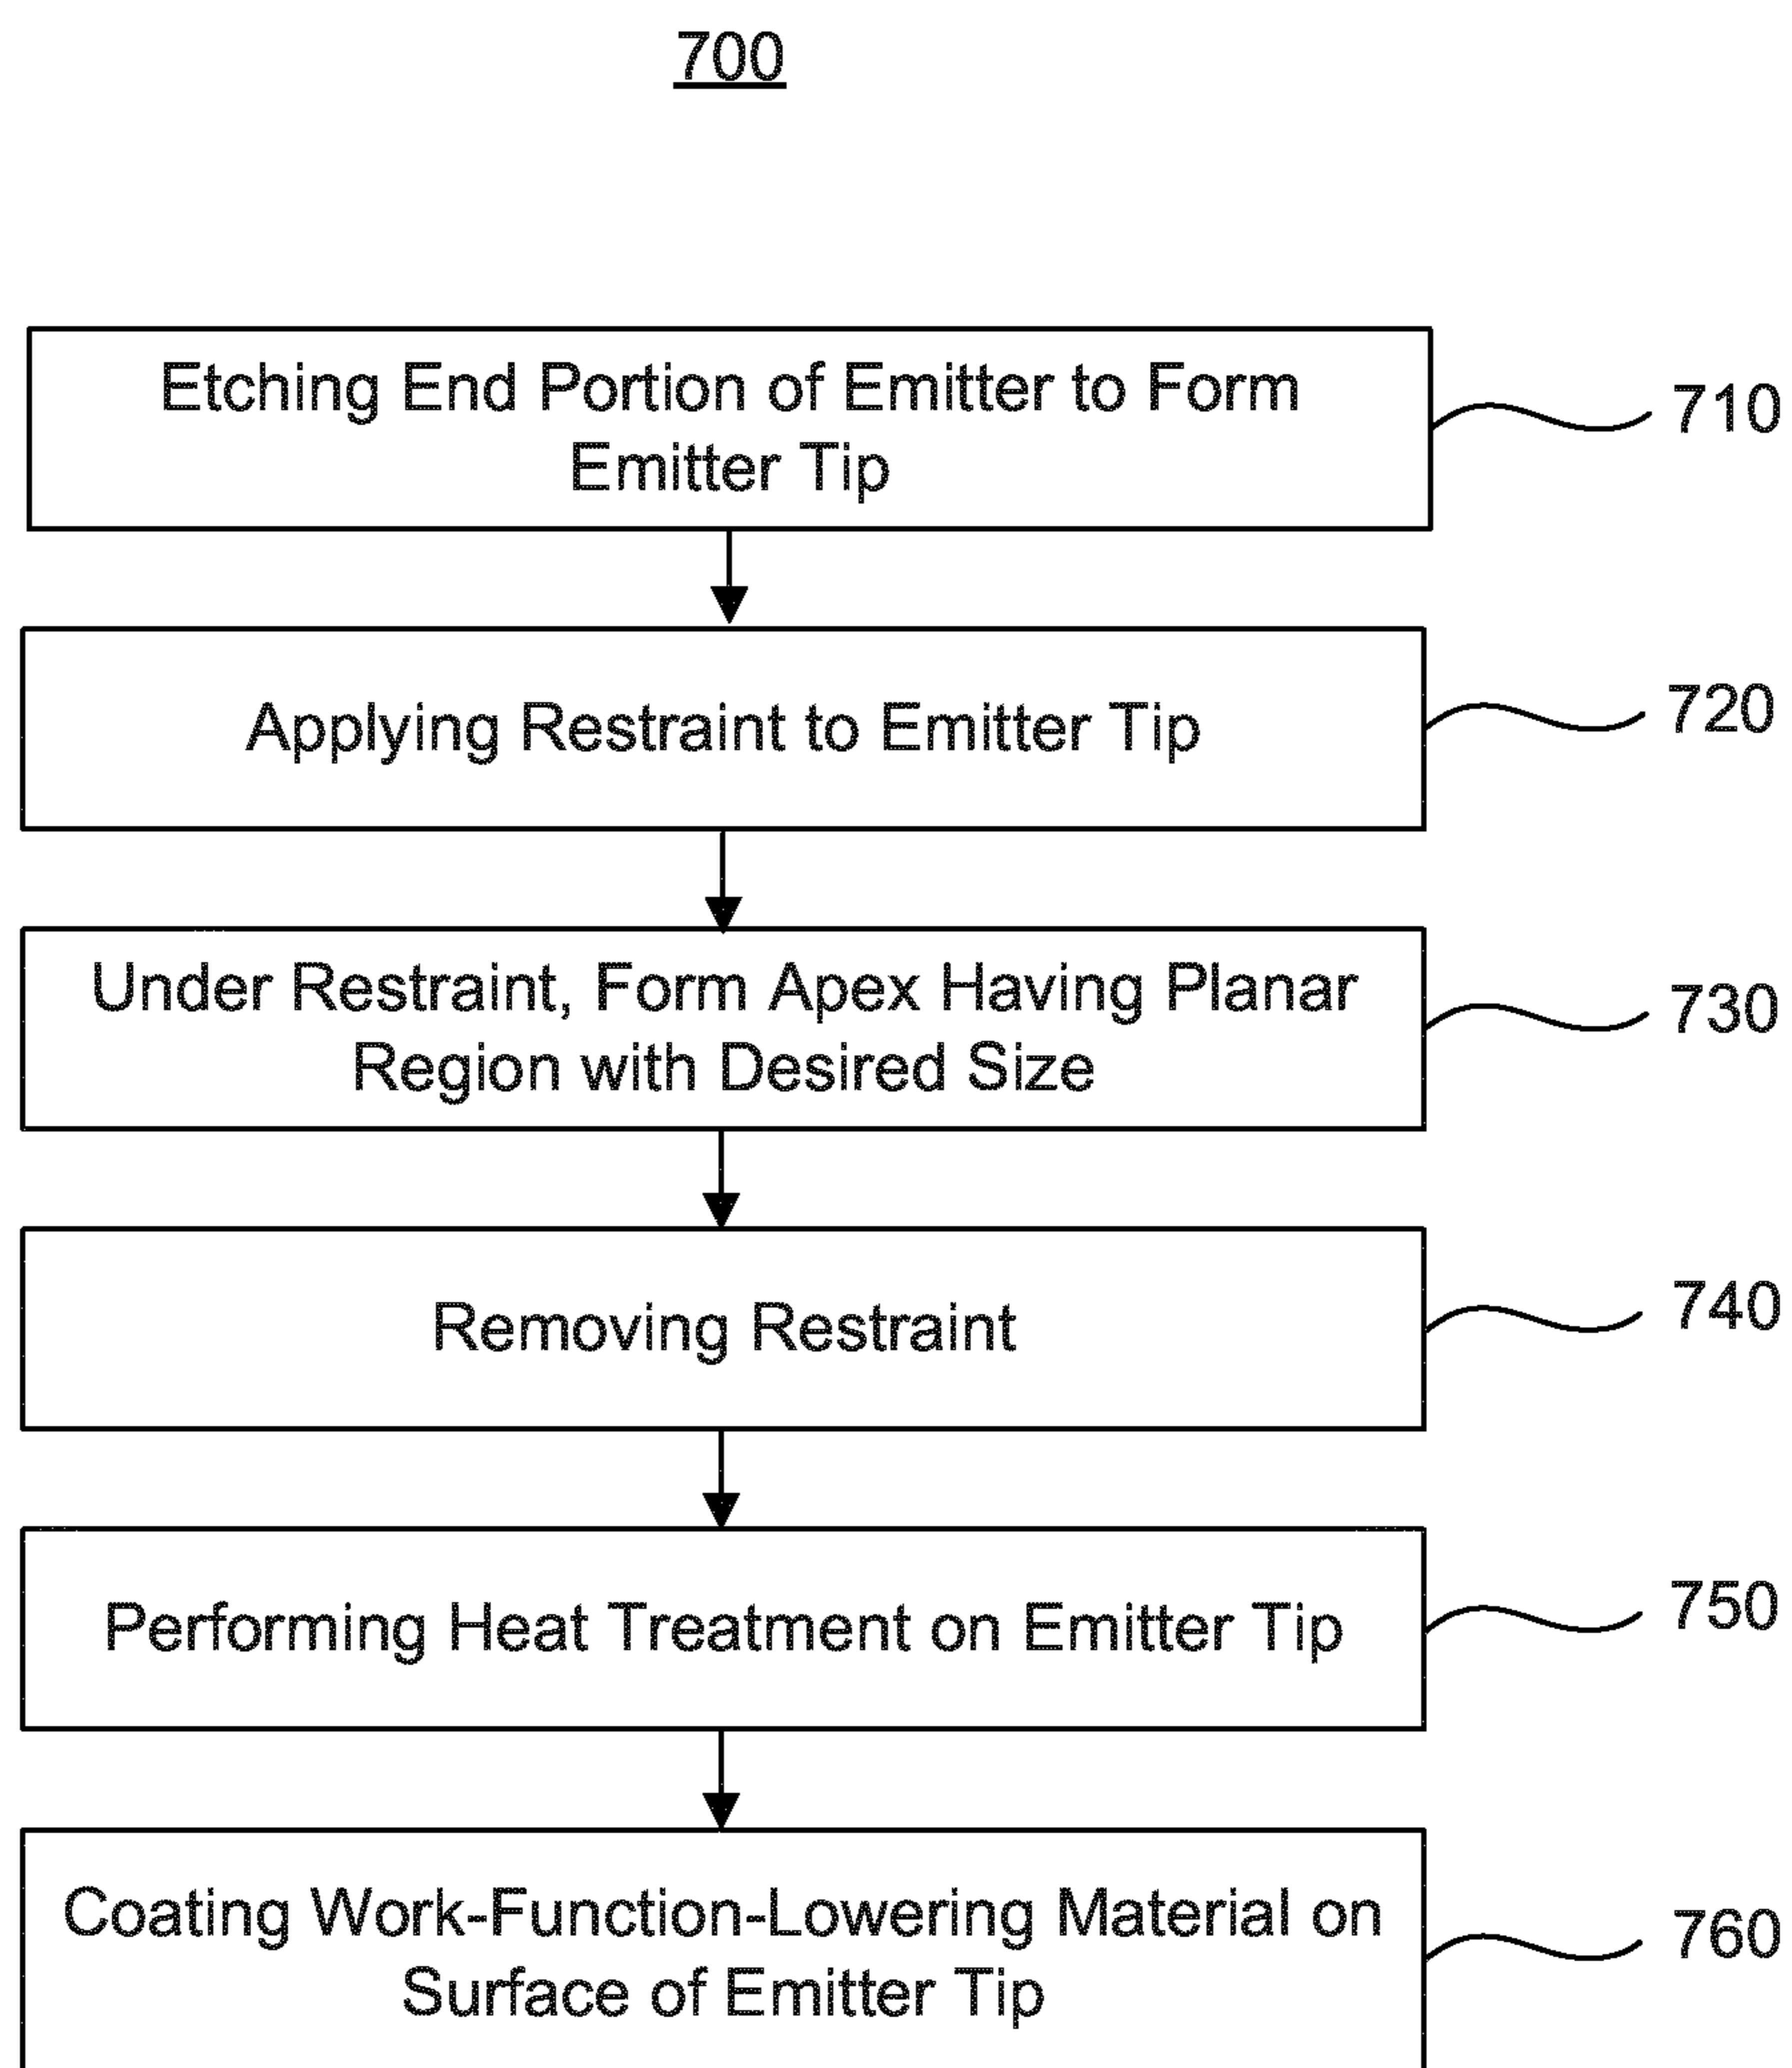 700
Etching End Portion of Emitter to Form
Emitter Tip
710
Applying Restraint to Emitter Tip
720
Under Restraint, Form Apex Having Planar
Region with Desired Size
730
Removing Restraint
740
Performing Heat Treatment on Emitter Tip
750
Coating Work-Function-Lowering Material on
Surface of Emitter Tip
760